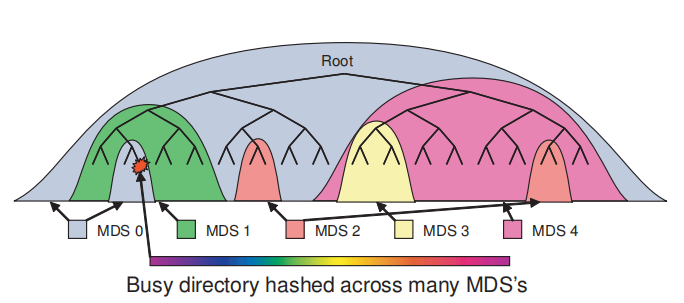 Root
MDS 0 MDS 1 MDS 2 MDS 3 MDS 4
Busy directory hashed across many MDS's